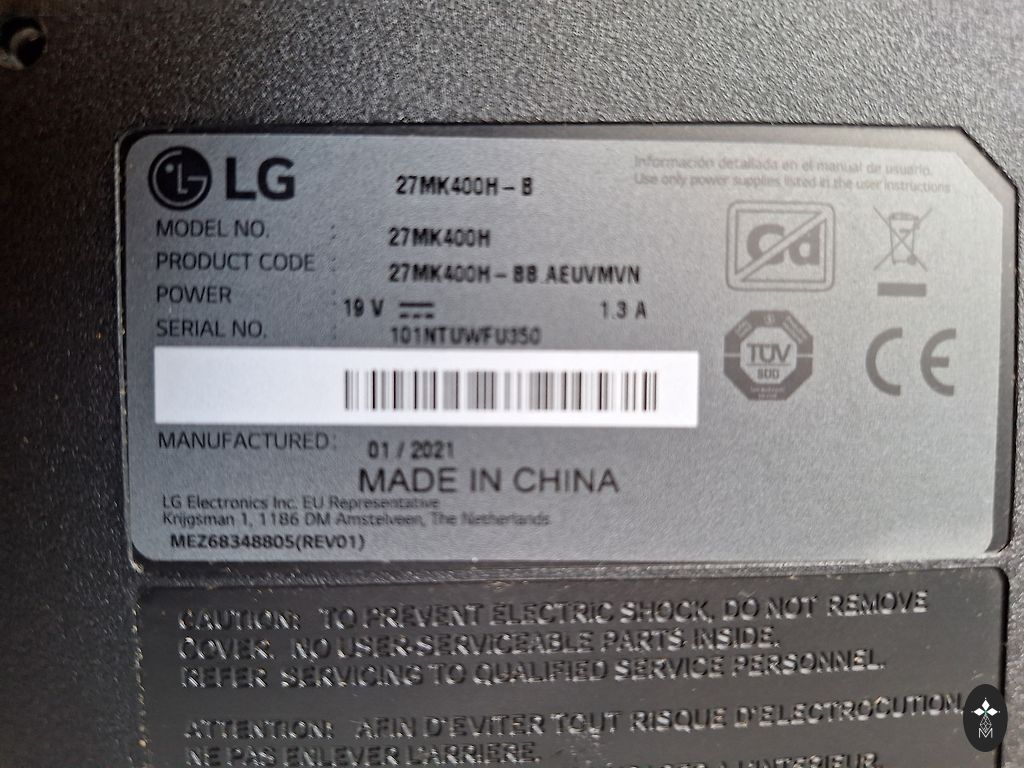 LG
27MK400H-B
Información detallada en el manual de usuario.
Use only power supplies listed in the user instructions
MODEL NO. : 27MK400H
PRODUCT CODE : 27MK400H-BB.AEUVMVN
POWER : 19 V 1.3 A
SERIAL NO. : 101NTUWFU350
Cd
TÜV
SÜD
CE
MANUFACTURED: 01 / 2021
MADE IN CHINA
LG Electronics Inc. EU Representative
Krijgsman 1, 1186 DM Amstelveen, The Netherlands
MEZ68348805(REV01)
CAUTION: TO PREVENT ELECTRIC SHOCK, DO NOT REMOVE
COVER. NO USER-SERVICEABLE PARTS INSIDE.
REFER SERVICING TO QUALIFIED SERVICE PERSONNEL.
ATTENTION: AFIN D'EVITER TOUT RISQUE D'ELECTROCUTION,
NE PAS ENLEVER L'ARRIERE.
A L'INTERIEUR.
M